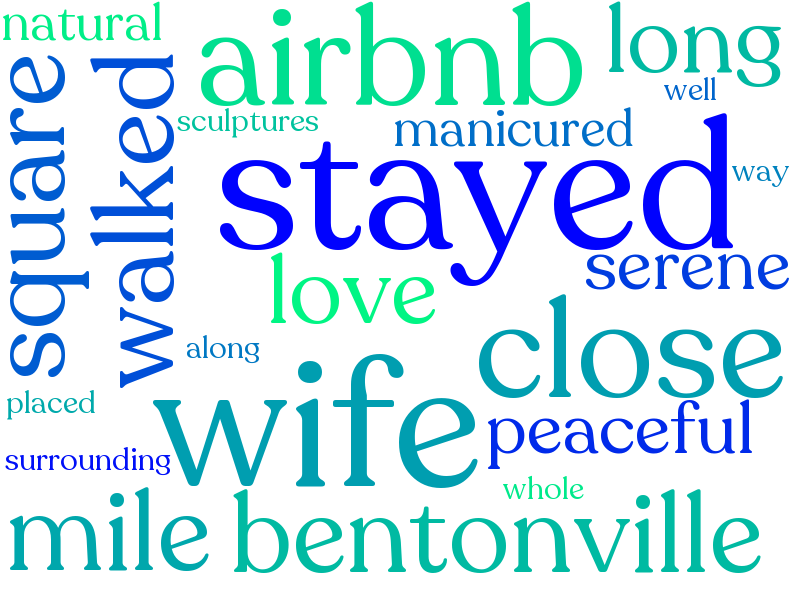 natural
airbnb
long
well
square
walked
sculptures
manicured
stayed
way
serene
love
along
close
placed
wife
peaceful
surrounding
whole
mile
bentonville